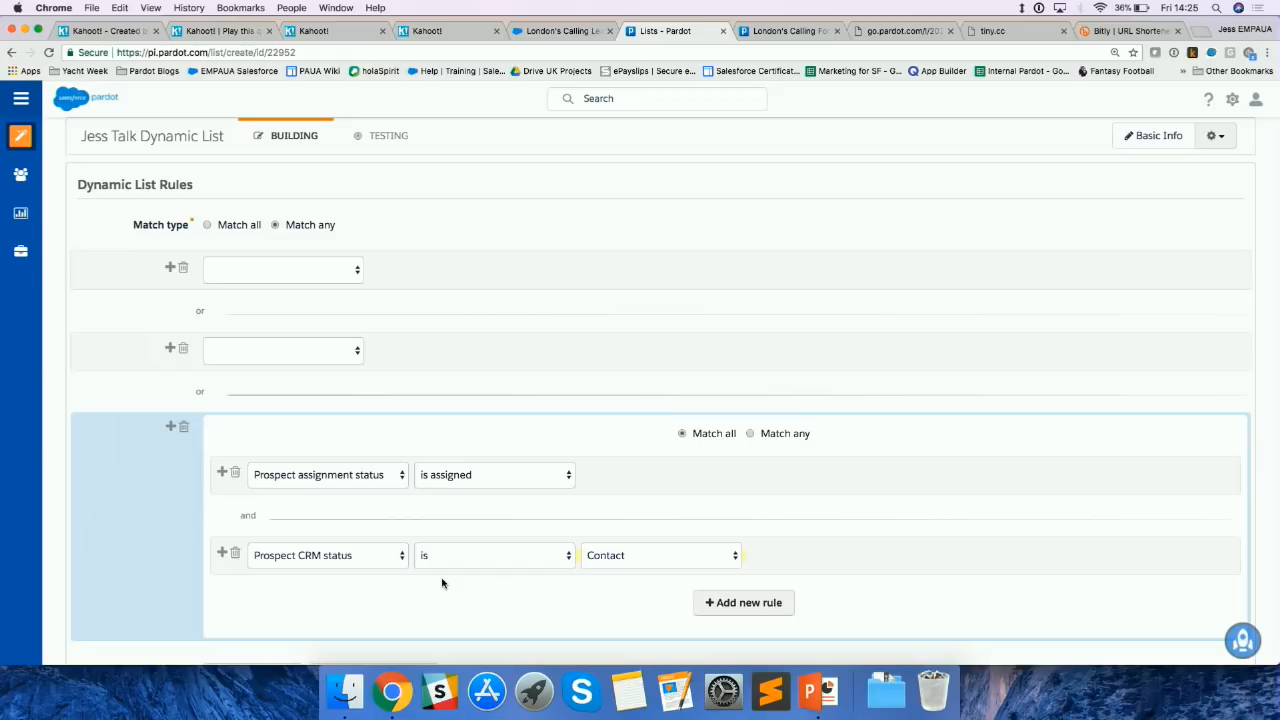 Chrome File Edit View History Bookmarks People Window Help 36% Fri 14:25 Jess EMPAUA
Kahoot! - Created b Kahoot! | Play this q Kahoot! Kahoot! London's Calling Le Lists - Pardot London's Calling Fo go.pardot.com/l/20 tiny.cc Bitly | URL Shortene
Secure https://pi.pardot.com/list/create/id/22952
Apps Yacht Week Pardot Blogs EMPAUA Salesforce PAUA Wiki holaSpirit Help | Training | Sale... Drive UK Projects ePayslips | Secure e... Salesforce Certificat... Marketing for SF - G... App Builder Internal Pardot - Go... Fantasy Football » Other Bookmarks
salesforce pardot
Search
Jess Talk Dynamic List BUILDING TESTING Basic Info
Dynamic List Rules
Match type* Match all Match any
or
or
Match all Match any
Prospect assignment status is assigned
and
Prospect CRM status is Contact
+ Add new rule